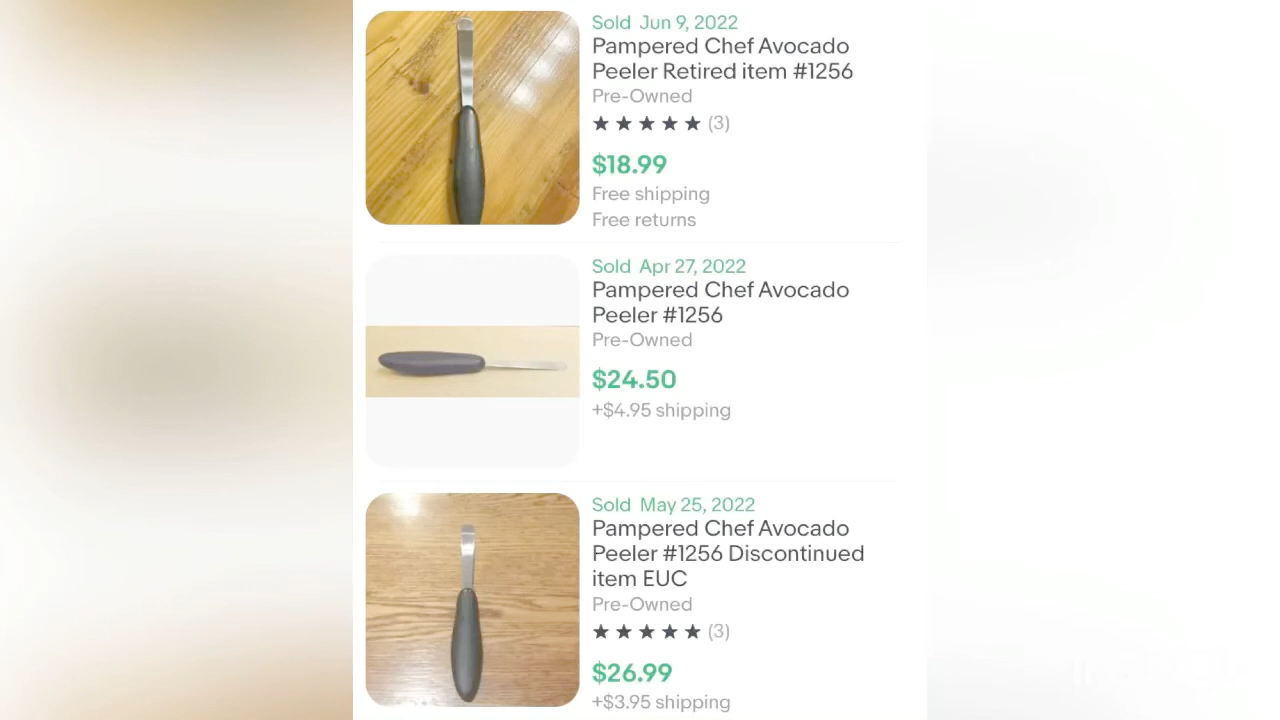 Sold Jun 9, 2022
Pampered Chef Avocado
Peeler Retired item #1256
Pre-Owned
★ ★ ★ ★ ★ (3)
$18.99
Free shipping
Free returns
Sold Apr 27, 2022
Pampered Chef Avocado
Peeler #1256
Pre-Owned
$24.50
+$4.95 shipping
Sold May 25, 2022
Pampered Chef Avocado
Peeler #1256 Discontinued
item EUC
Pre-Owned
★ ★ ★ ★ ★ (3)
$26.99
+$3.95 shipping